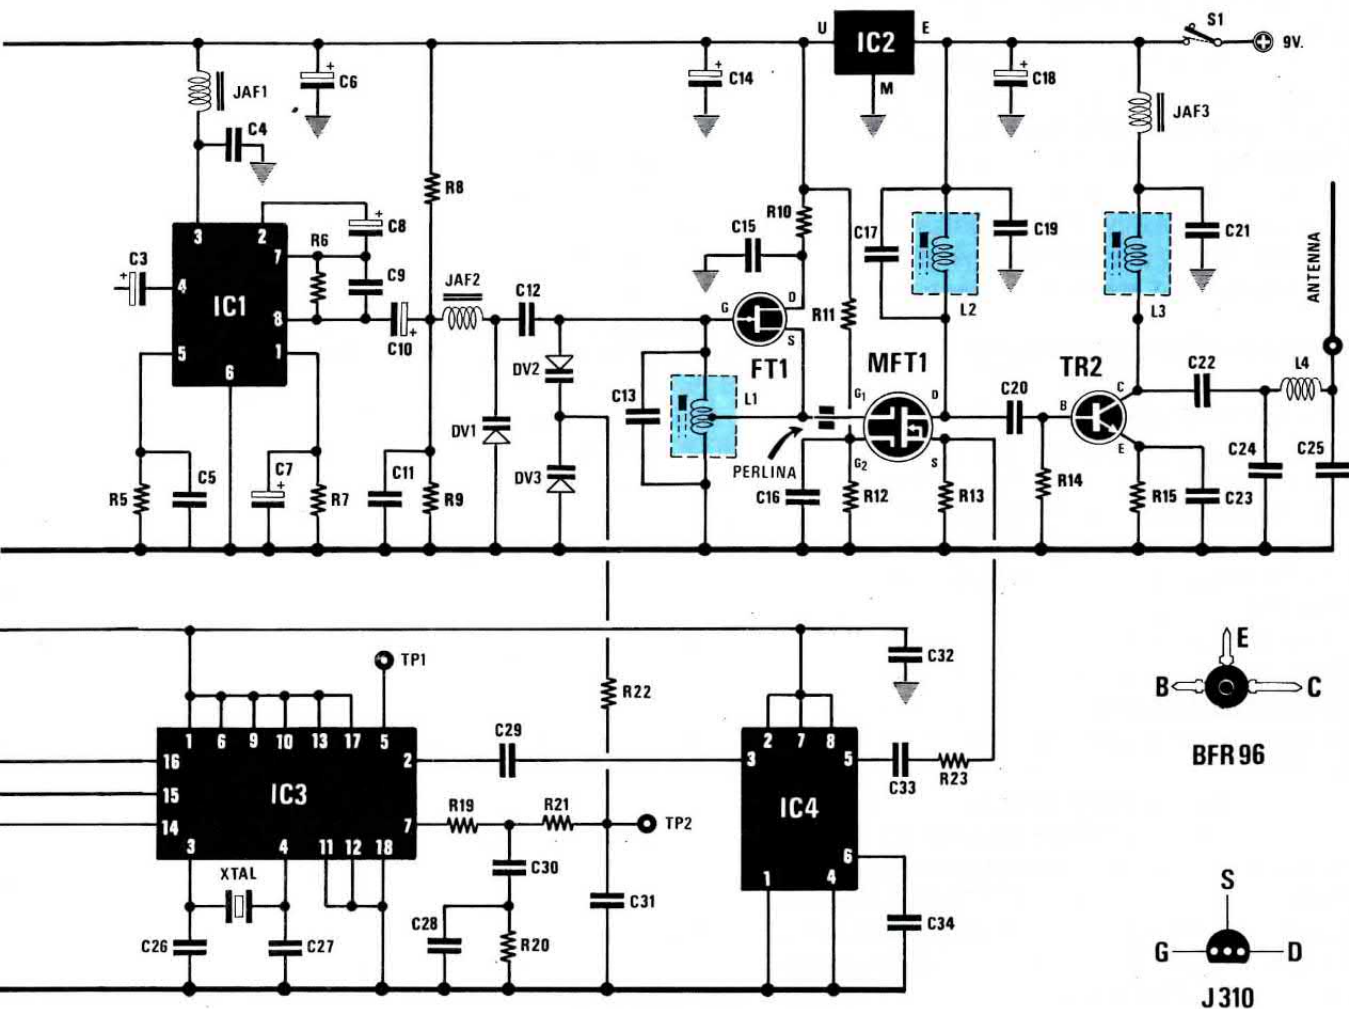 U IC2 E S1
9V.
M
JAF1 C6 C14 C18 JAF3
C4
R8
3 2 C8
R10 C15 C17 C19 C21
C3 7 R6
4 IC1 C9 JAF2 C12 D
ANTENNA
8 G R11 L2 L3
C10 S
5 1 DV2 FT1 MFT1 TR2 C22 L4
6 C13 L1 G1 D C20 B C
DV1 PERLINA G2 S E C24 C25
R5 C5 C7 R7 C11 R9 DV3 C16 R12 R13 R14 R15 C23
TP1 C32
E
R22 B C
BFR 96
1 6 9 10 13 17 5 C29 2 7 8
16 2 3 5
15 IC3 C33 R23
R19 R21 IC4
14 7 TP2
3 4 11 12 18 6
XTAL C30 1 4
S
C28 C31 C34
C26 C27 R20 G D
J310